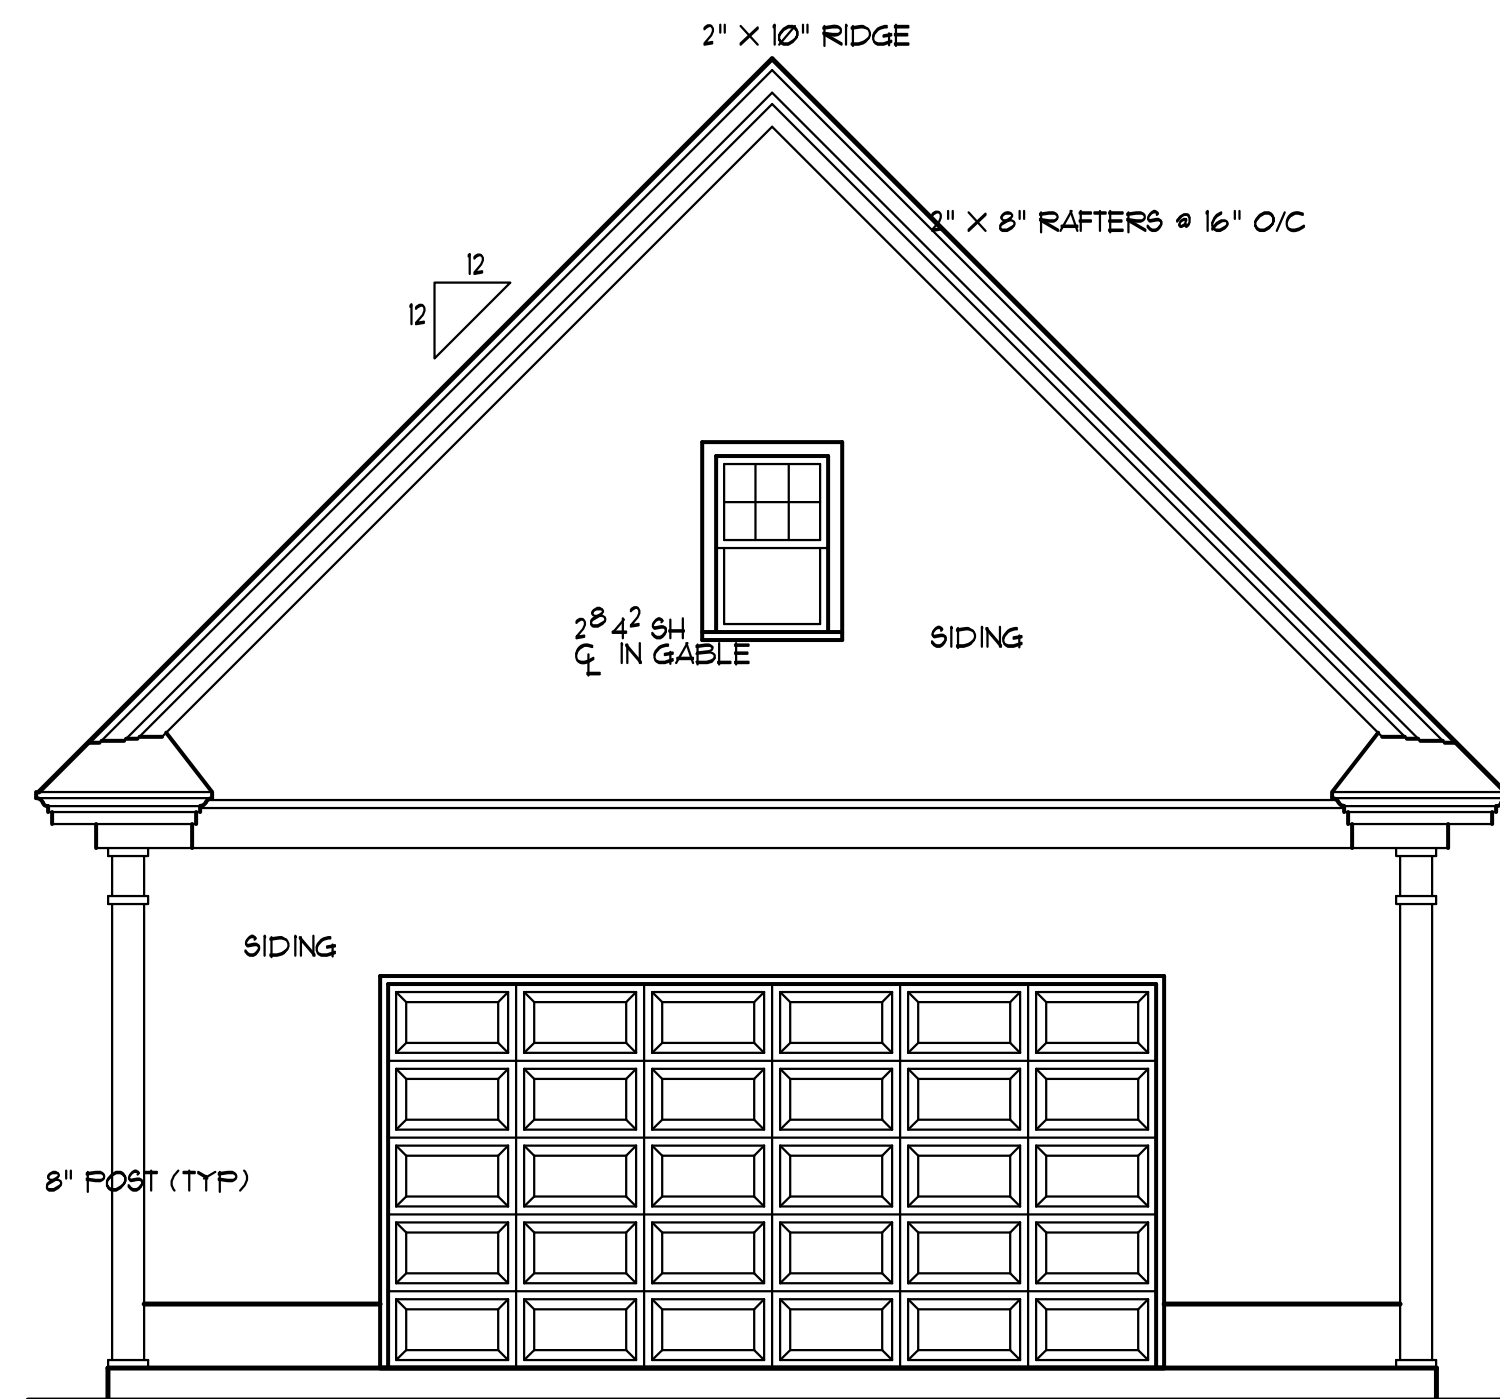 2" X 10" RIDGE
2" X 8" RAFTERS @ 16" O/C
12
12
2⁸ 4² SH
℄ IN GABLE
SIDING
SIDING
8" POST (TYP)